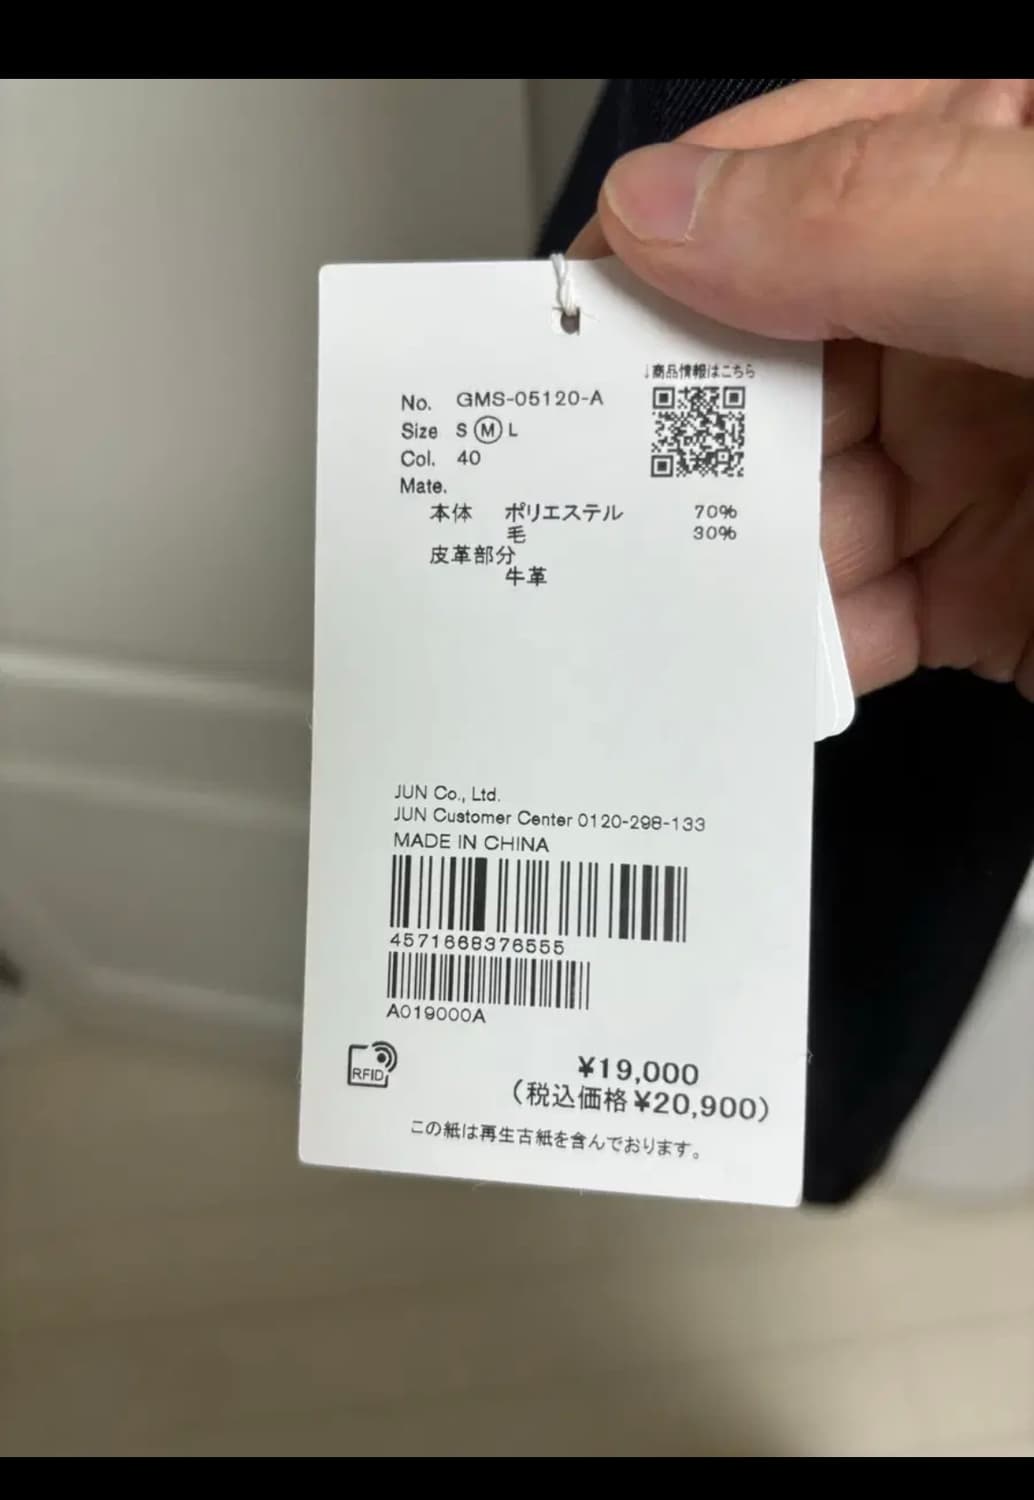 ↓商品情報はこちら
No. GMS-05120-A
Size S M L
Col. 40
Mate.
本体 ポリエステル 70%
毛 30%
皮革部分
牛革
JUN Co., Ltd.
JUN Customer Center 0120-298-133
MADE IN CHINA
4571668376555
A019000A
RFID
¥19,000
(税込価格¥20,900)
この紙は再生古紙を含んでおります。